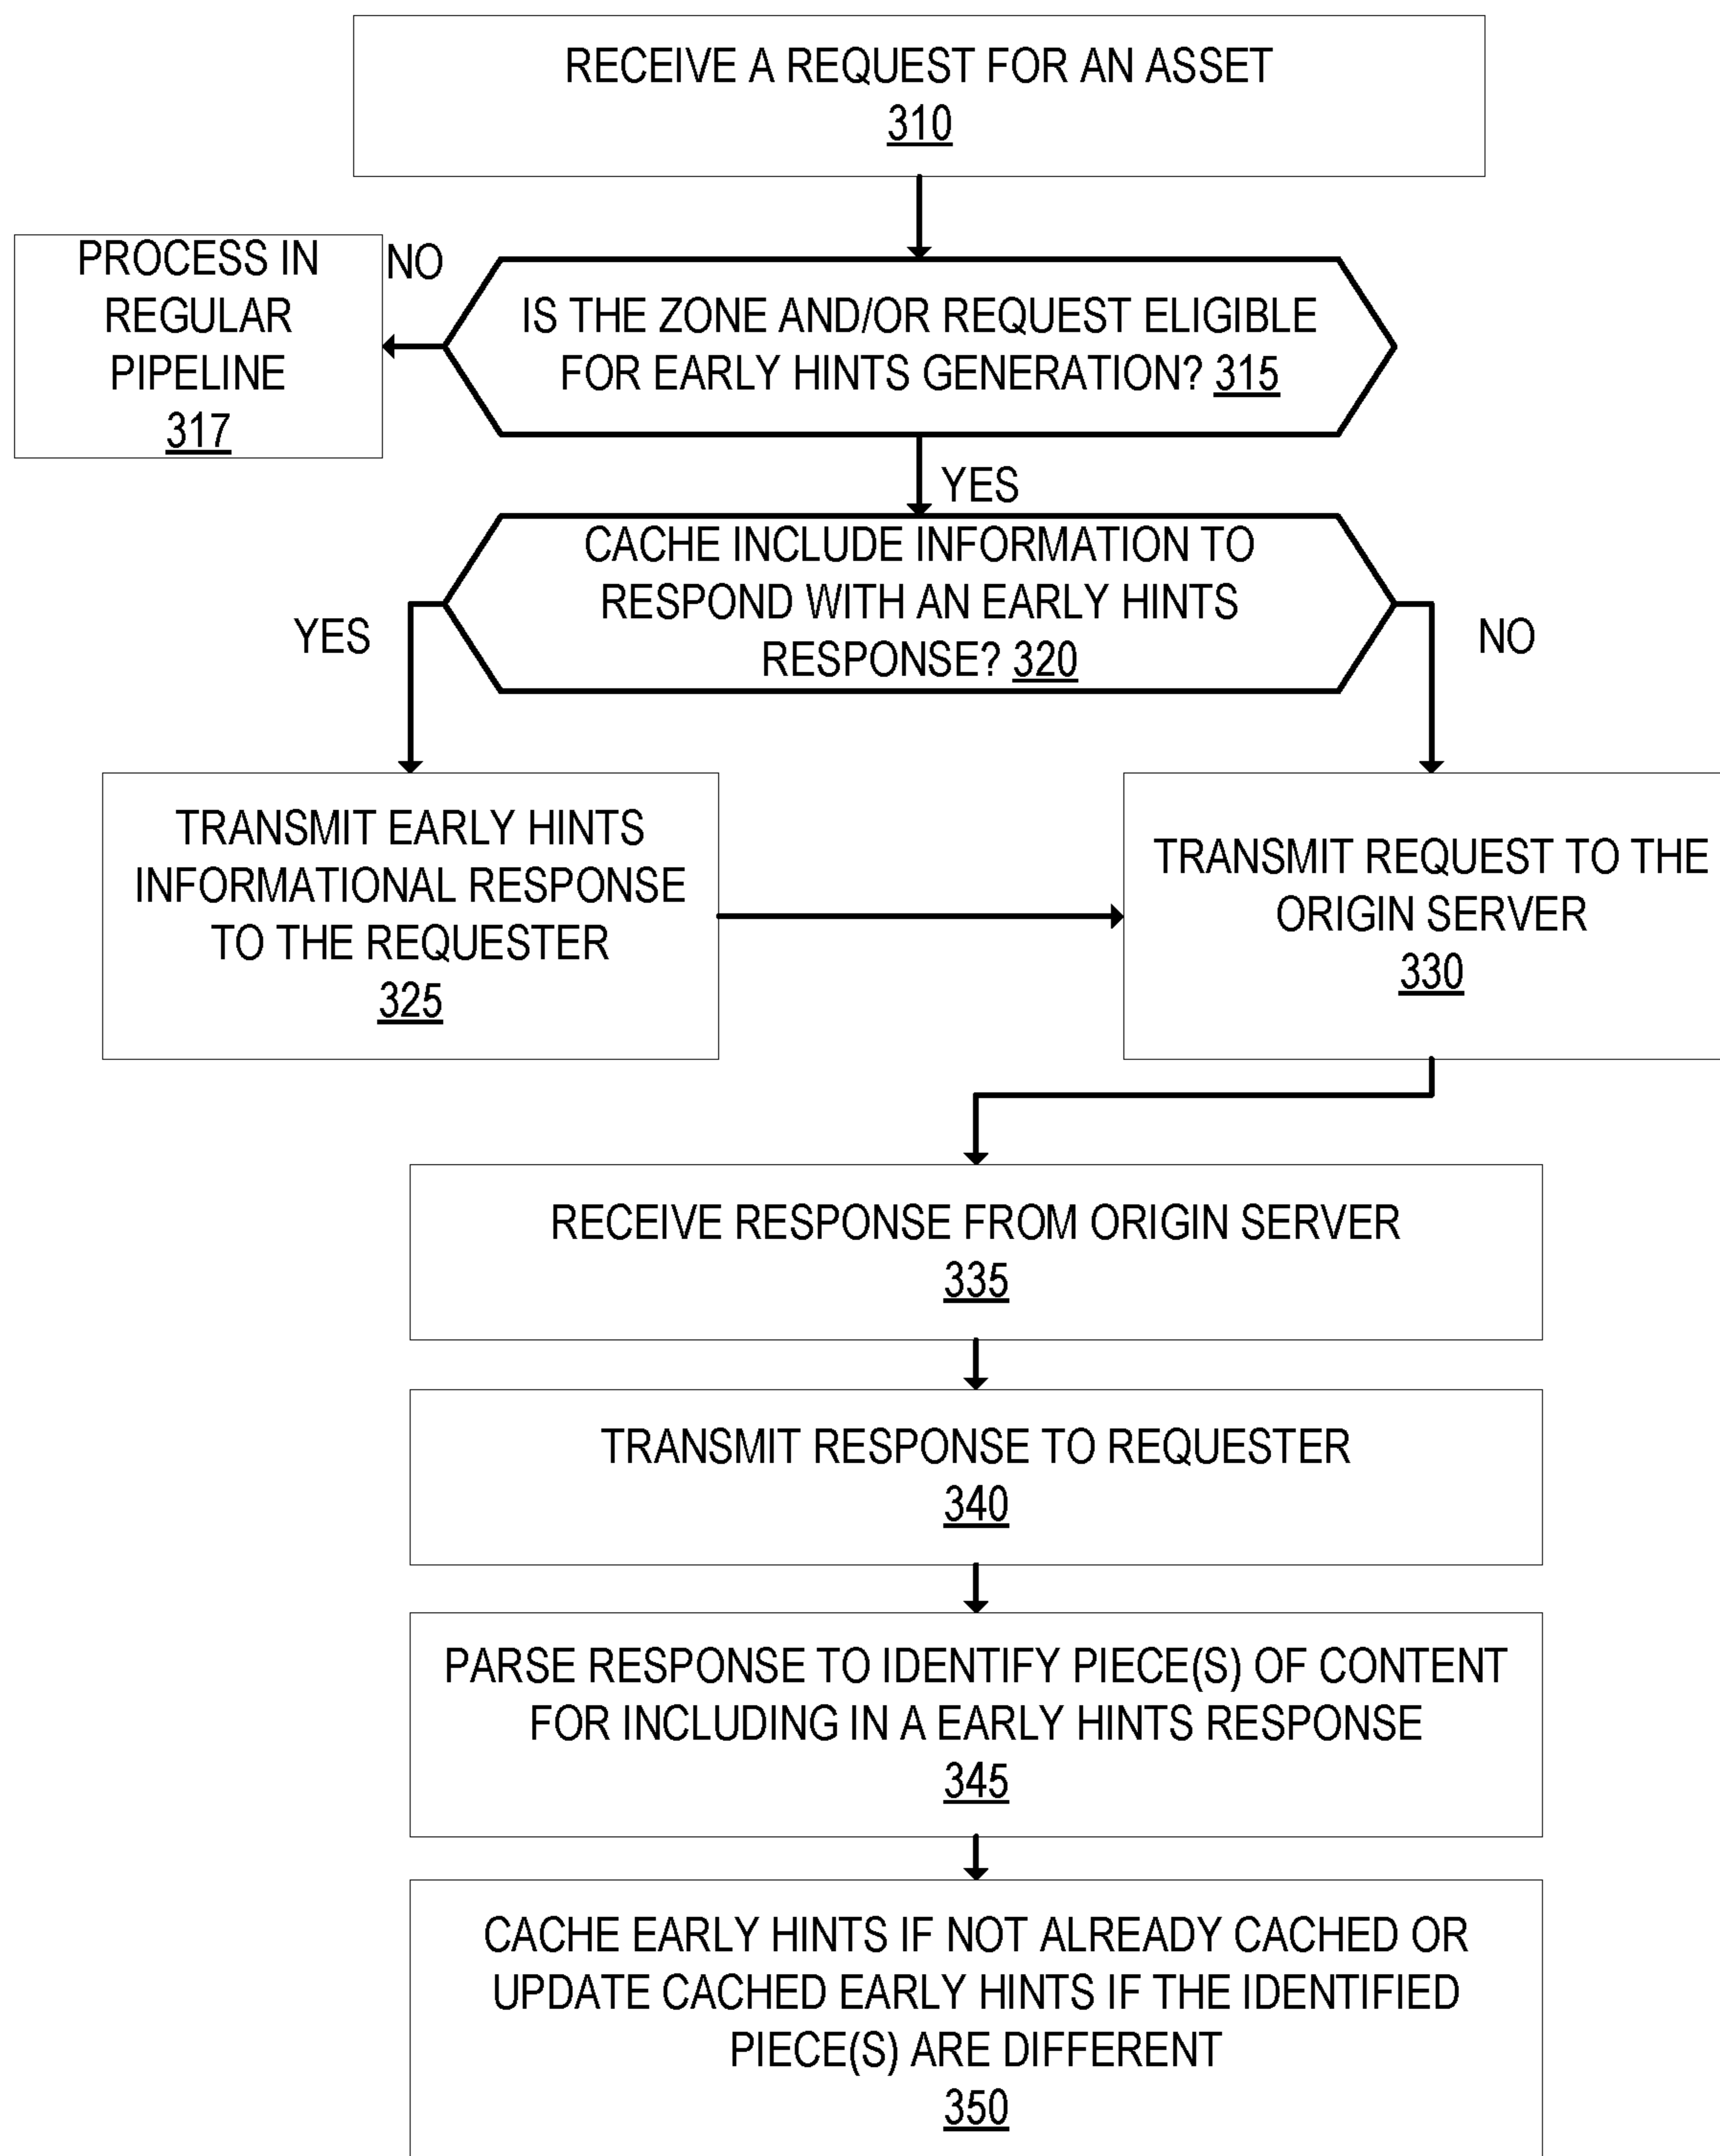 RECEIVE A REQUEST FOR AN ASSET
310
PROCESS IN
REGULAR
PIPELINE
317
NO
IS THE ZONE AND/OR REQUEST ELIGIBLE
FOR EARLY HINTS GENERATION? 315
YES
CACHE INCLUDE INFORMATION TO
RESPOND WITH AN EARLY HINTS
RESPONSE? 320
YES
NO
TRANSMIT EARLY HINTS
INFORMATIONAL RESPONSE
TO THE REQUESTER
325
TRANSMIT REQUEST TO THE
ORIGIN SERVER
330
RECEIVE RESPONSE FROM ORIGIN SERVER
335
TRANSMIT RESPONSE TO REQUESTER
340
PARSE RESPONSE TO IDENTIFY PIECE(S) OF CONTENT
FOR INCLUDING IN A EARLY HINTS RESPONSE
345
CACHE EARLY HINTS IF NOT ALREADY CACHED OR
UPDATE CACHED EARLY HINTS IF THE IDENTIFIED
PIECE(S) ARE DIFFERENT
350